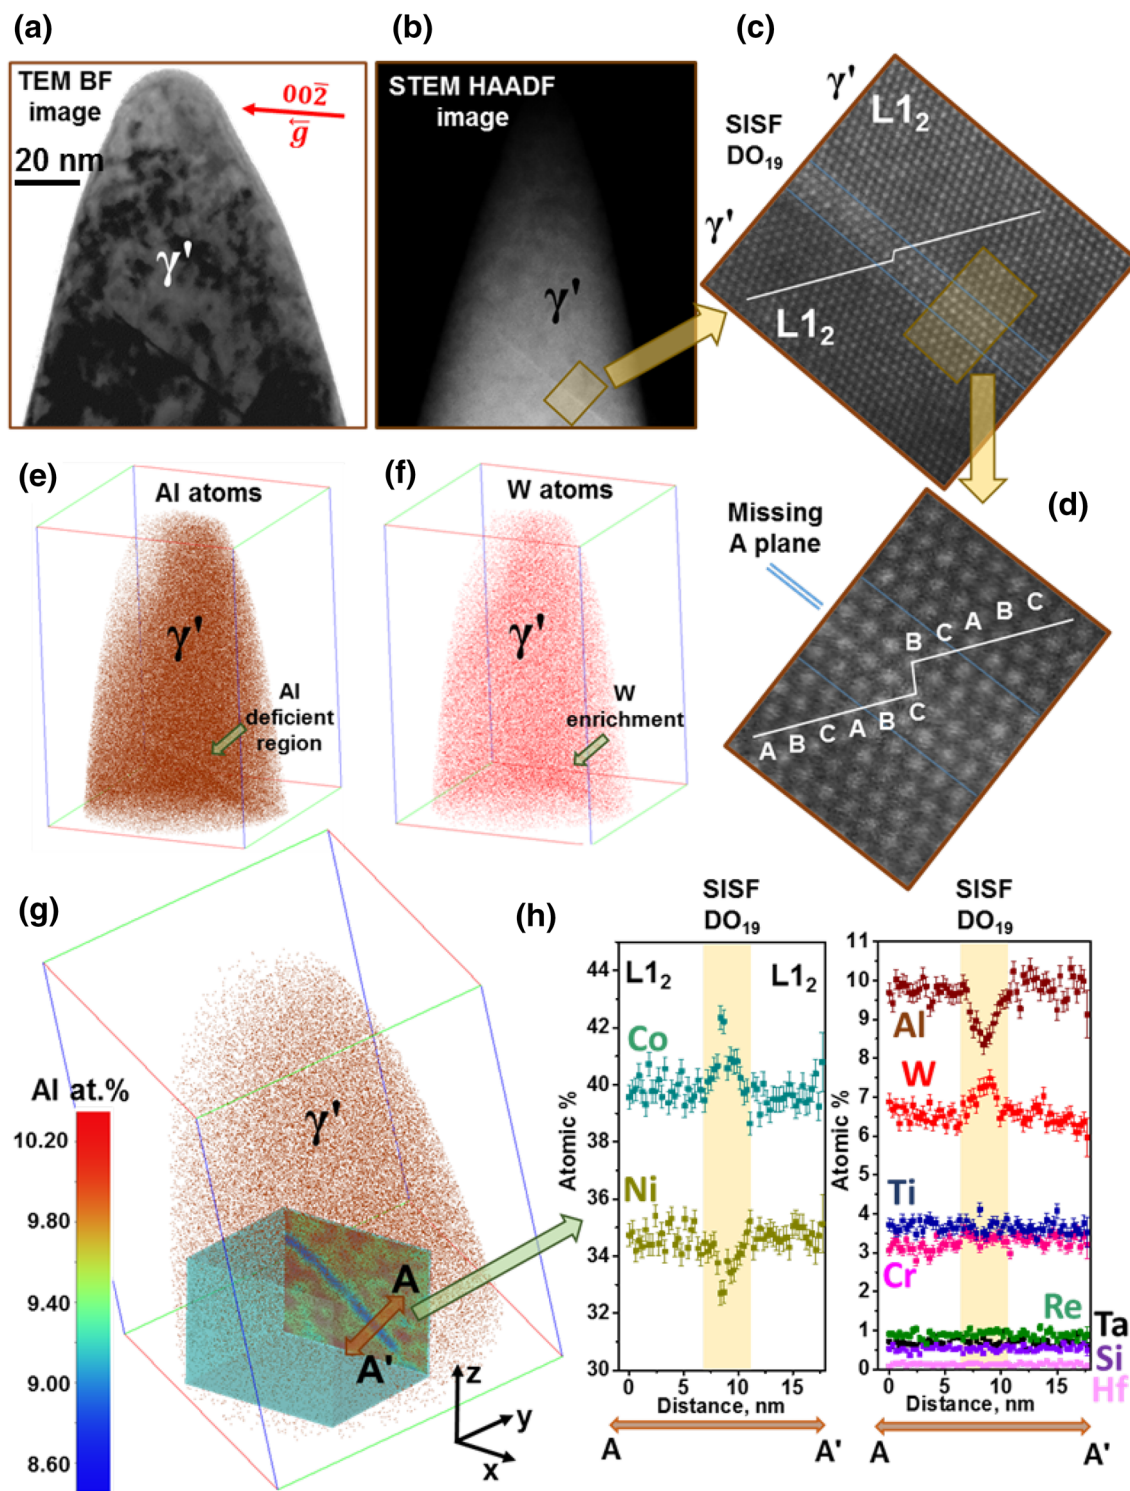 (a)
TEM BF
image
002̅
g⃖
20 nm
γ'
(b)
STEM HAADF
image
γ'
(c)
γ'
L1₂
SISF
DO₁₉
γ'
L1₂
(d)
Missing
A plane
B C A B C
A B C A B C
(e)
Al atoms
γ'
Al
deficient
region
(f)
W atoms
γ'
W
enrichment
(g)
γ'
Al at.%
10.20
9.80
9.40
9.00
8.60
A
A'
z
y
x
(h)
SISF
DO₁₉
L1₂
L1₂
Co
Ni
Atomic %
44
42
40
38
36
34
32
30
0 5 10 15
Distance, nm
A A'
SISF
DO₁₉
Al
W
Ti
Cr
Re
Ta
Si
Hf
Atomic %
11
10
9
8
7
6
5
4
3
2
1
0
0 5 10 15
Distance, nm
A A'